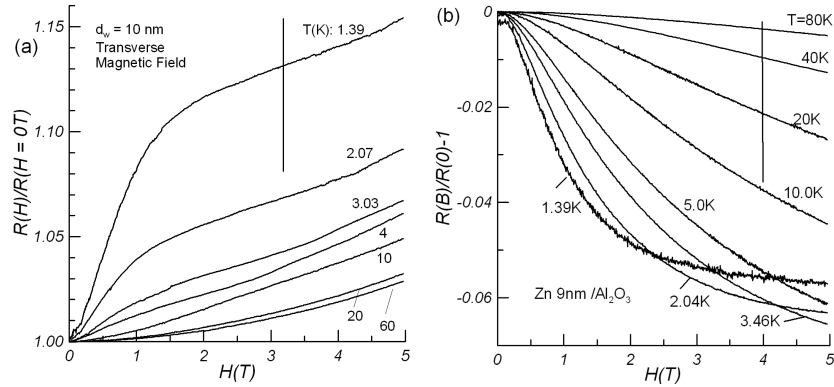 (a)
d_w = 10 nm
Transverse
Magnetic Field
T(K): 1.39
2.07
3.03
4
10
20
60
1.15
1.10
1.05
1.00
R(H)/R(H = 0T)
0 1 2 3 4 5
H(T)
(b)
T=80K
40K
20K
10.0K
5.0K
1.39K
2.04K
3.46K
Zn 9nm /Al₂O₃
0
-0.02
-0.04
-0.06
R(B)/R(0)-1
0 1 2 3 4 5
H(T)